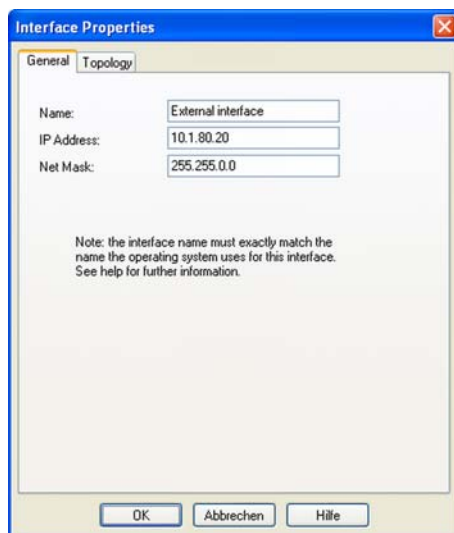 Interface Properties
General Topology
Name: External interface
IP Address: 10.1.80.20
Net Mask: 255.255.0.0
Note: the interface name must exactly match the
name the operating system uses for this interface.
See help for further information.
OK Abbrechen Hilfe